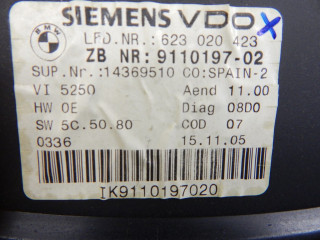 SIEMENS VDO
BMW
LFD.NR.: 623 020 423
ZB NR: 9110197-02
SUP.Nr.:14369510 CO:SPAIN-2
VI 5250 Aend 11.00
HW 0E Diag 08D0
SW 5C.50.80 COD 07
0336 15.11.05
IK9110197020